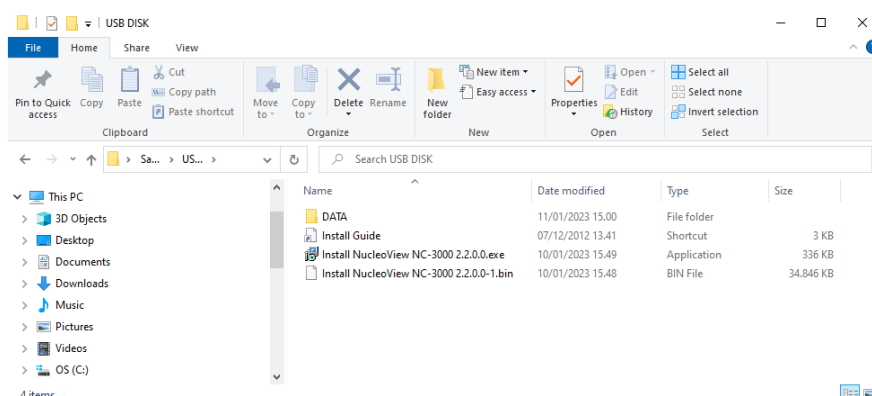 USB DISK
File Home Share View
Pin to Quick access Copy Paste Cut
Copy path
Paste shortcut
Move to Copy to Delete Rename New folder New item
Easy access
Properties Open
Edit
History
Select all
Select none
Invert selection
Clipboard Organize New Open Select
Sa... US... Search USB DISK
This PC
3D Objects
Desktop
Documents
Downloads
Music
Pictures
Videos
OS (C:)
Name Date modified Type Size
DATA 11/01/2023 15.00 File folder
Install Guide 07/12/2012 13.41 Shortcut 3 KB
Install NucleoView NC-3000 2.2.0.0.exe 10/01/2023 15.49 Application 336 KB
Install NucleoView NC-3000 2.2.0.0-1.bin 10/01/2023 15.48 BIN File 34.846 KB
4 items